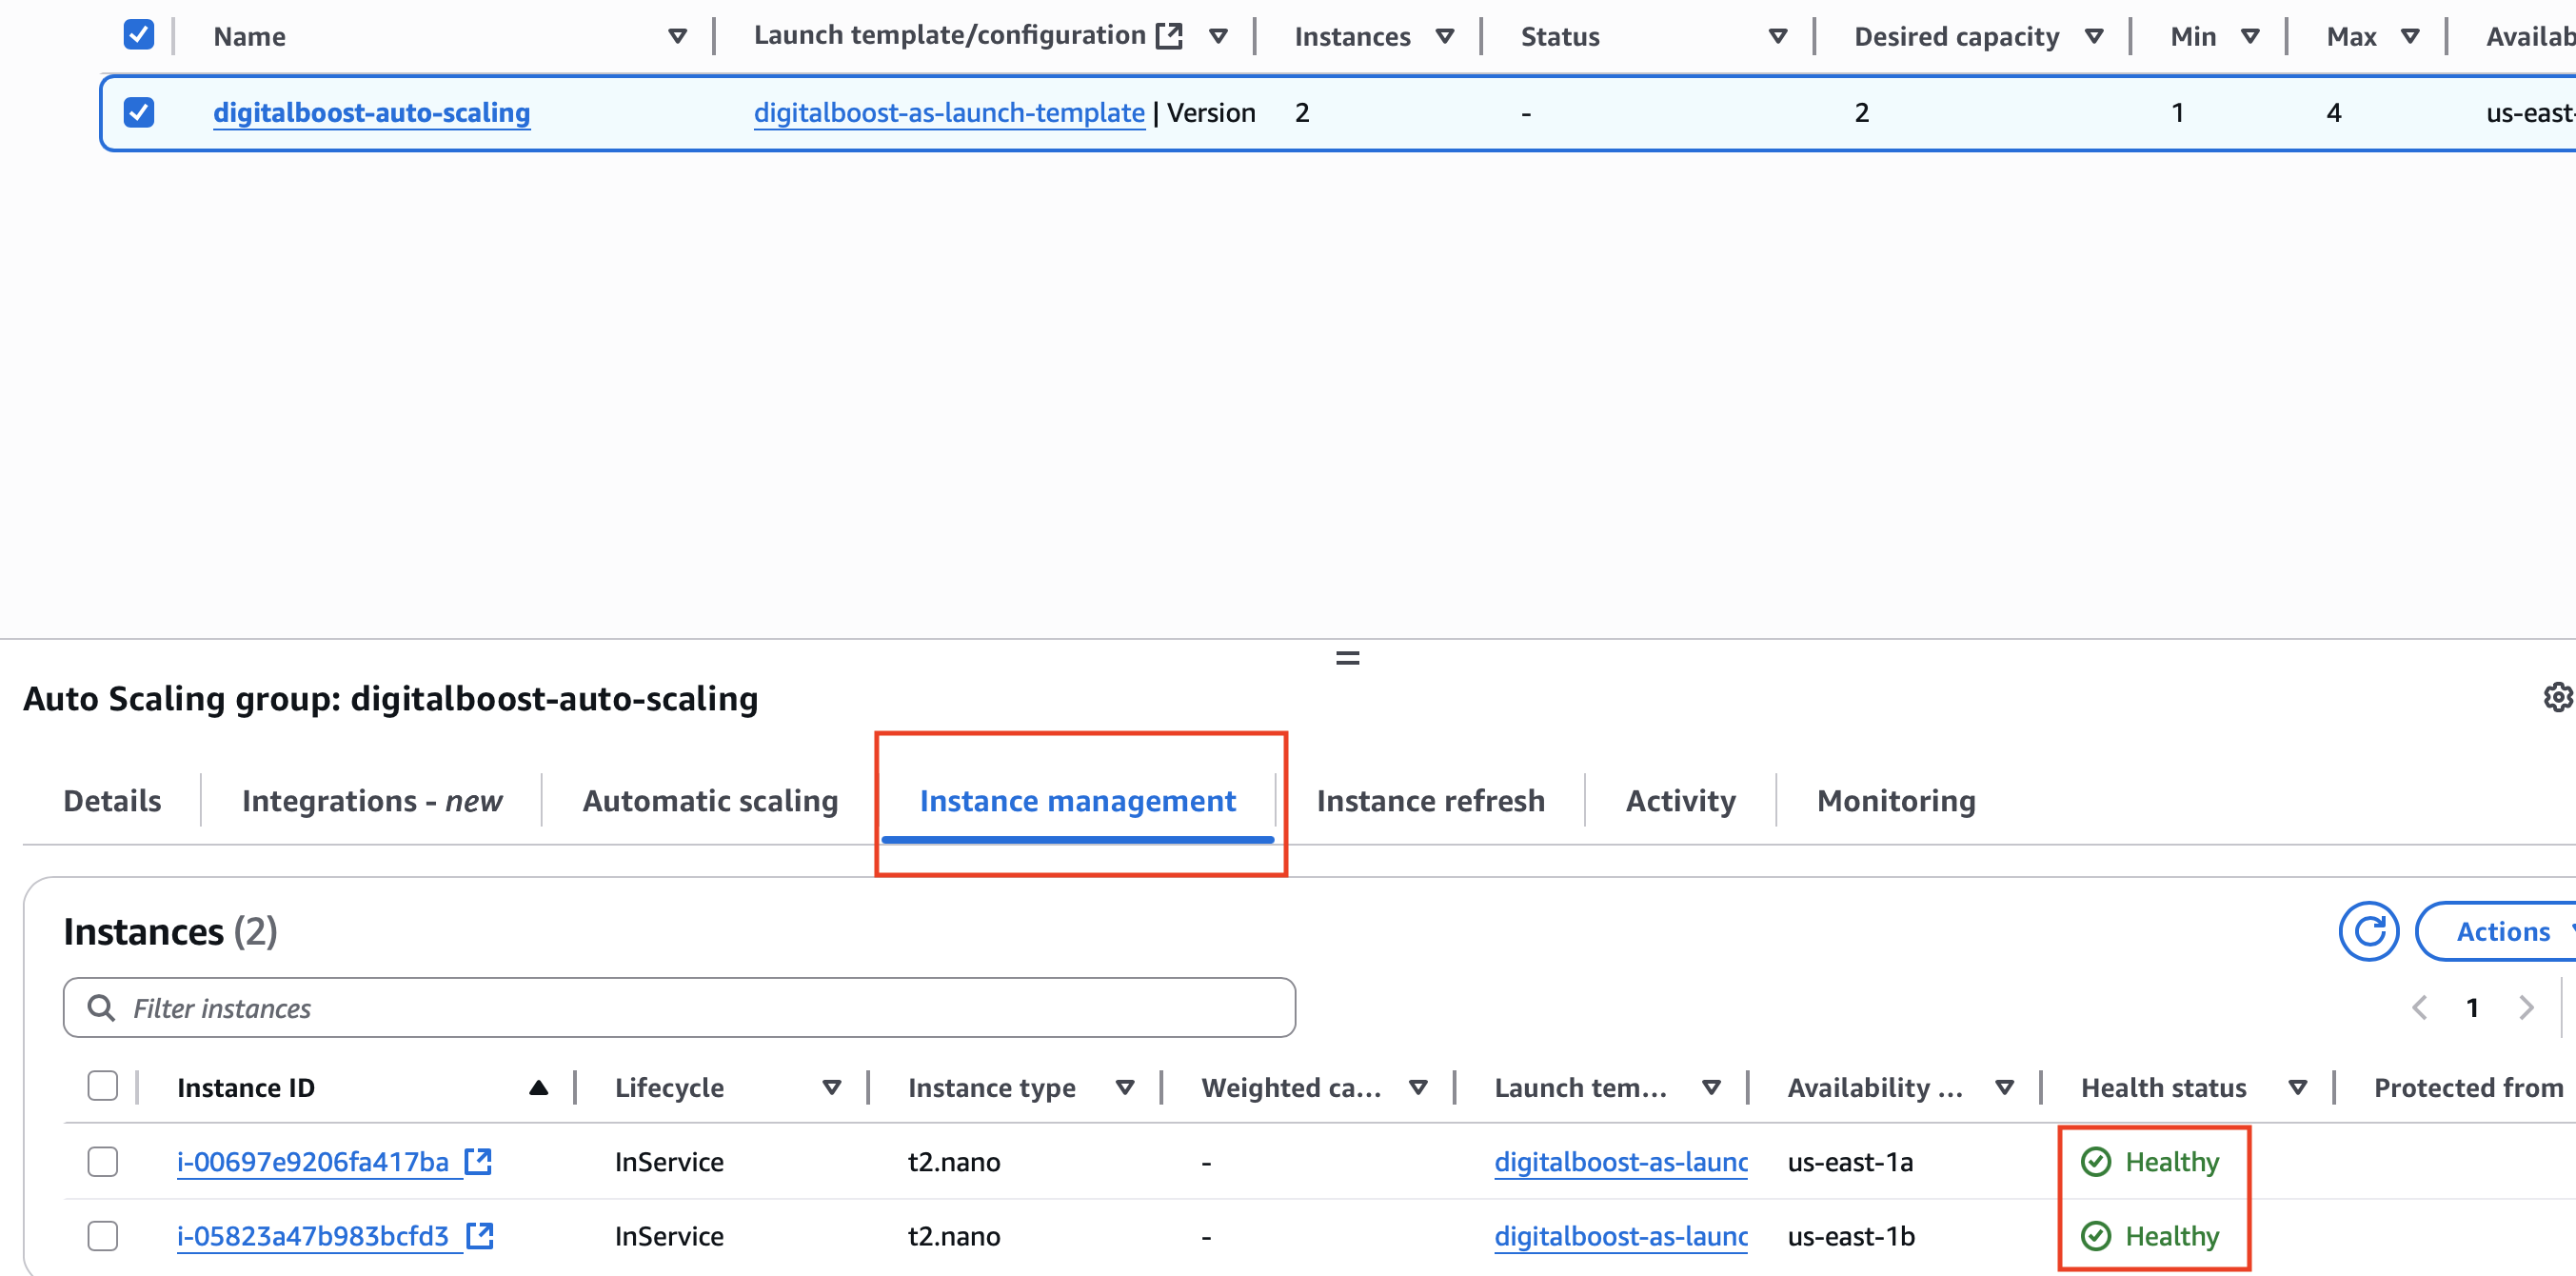 Name Launch template/configuration Instances Status Desired capacity Min Max Availab
digitalboost-auto-scaling digitalboost-as-launch-template | Version 2 - 2 1 4 us-east-
Auto Scaling group: digitalboost-auto-scaling
Details Integrations - new Automatic scaling Instance management Instance refresh Activity Monitoring
Instances (2)
Actions
Filter instances
1
Instance ID Lifecycle Instance type Weighted ca... Launch tem... Availability ... Health status Protected from
i-00697e9206fa417ba InService t2.nano - digitalboost-as-launc us-east-1a Healthy
i-05823a47b983bcfd3 InService t2.nano - digitalboost-as-launc us-east-1b Healthy